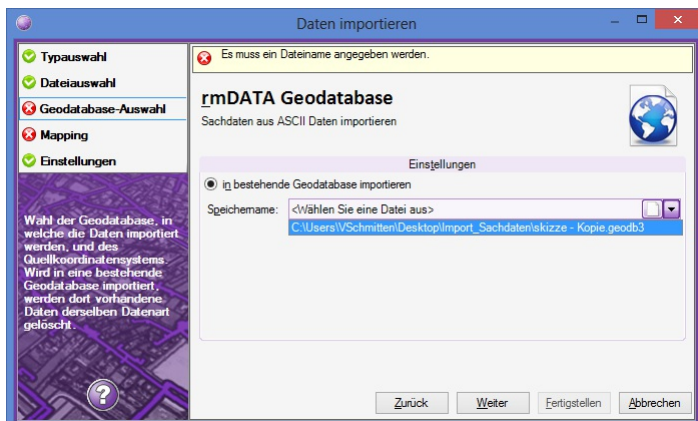 Daten importieren
Typauswahl
Dateiauswahl
Geodatabase-Auswahl
Mapping
Einstellungen
Wahl der Geodatabase, in
welche die Daten importiert
werden, und des
Quellkoordinatensystems.
Wird in eine bestehende
Geodatabase importiert,
werden dort vorhandene
Daten derselben Datenart
gelöscht.
?
Es muss ein Dateiname angegeben werden.
rmDATA Geodatabase
Sachdaten aus ASCII Daten importieren
Einstellungen
in bestehende Geodatabase importieren
Speichername: <Wählen Sie eine Datei aus>
C:\Users\VSchmitten\Desktop\Import_Sachdaten\skizze - Kopie.geodb3
Zurück Weiter Fertigstellen Abbrechen